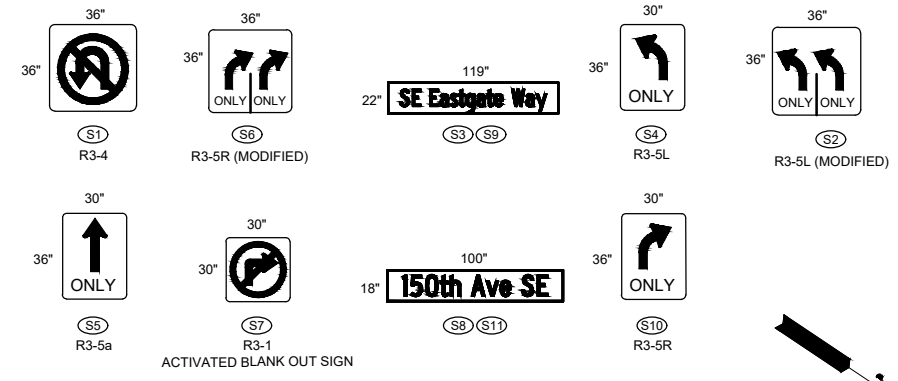 36"
36"
S1
R3-4
36"
36"
ONLY ONLY
S6
R3-5R (MODIFIED)
119"
22"
SE Eastgate Way
S3 S9
30"
36"
ONLY
S4
R3-5L
36"
36"
ONLY ONLY
S2
R3-5L (MODIFIED)
30"
36"
ONLY
S5
R3-5a
30"
30"
S7
R3-1
ACTIVATED BLANK OUT SIGN
100"
18"
150th Ave SE
S8 S11
30"
36"
ONLY
S10
R3-5R